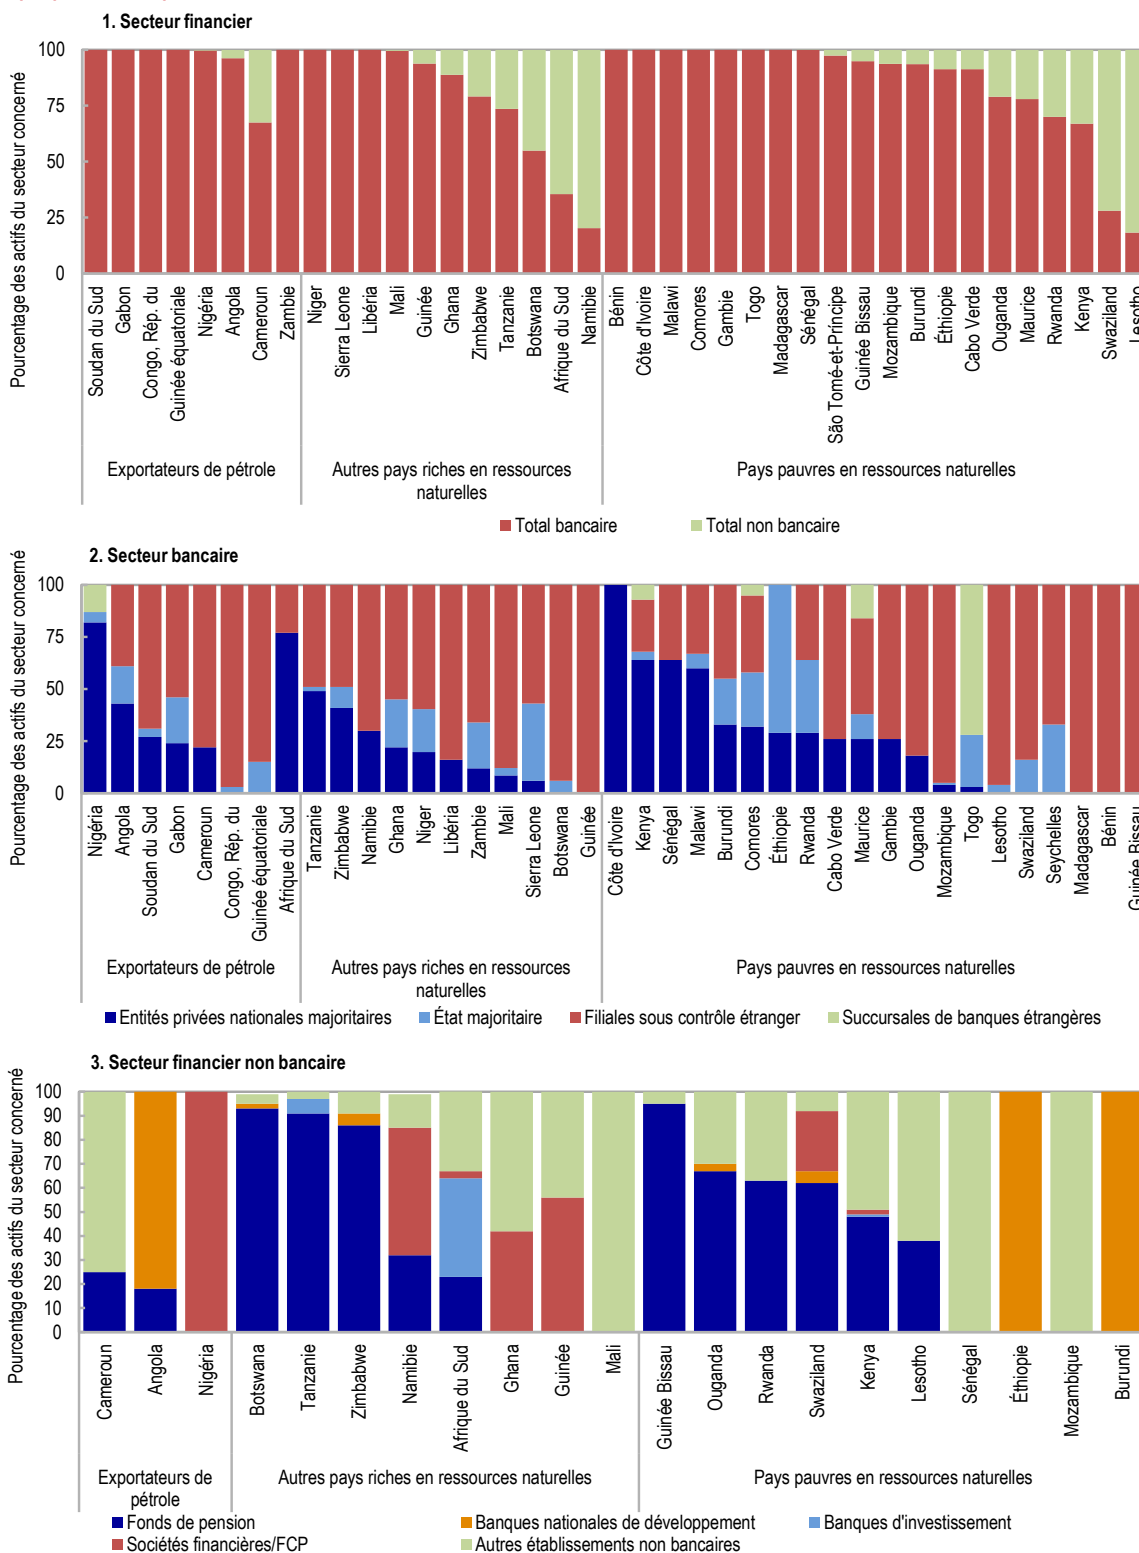 1. Secteur financier
Pourcentage des actifs du secteur concerné
100
75
50
25
0
Soudan du Sud
Gabon
Congo, Rép. du
Guinée équatoriale
Nigéria
Angola
Cameroun
Zambie
Niger
Sierra Leone
Libéria
Mali
Guinée
Ghana
Zimbabwe
Tanzanie
Botswana
Afrique du Sud
Namibie
Bénin
Côte d'Ivoire
Malawi
Comores
Gambie
Togo
Madagascar
Sénégal
São Tomé-et-Príncipe
Guinée Bissau
Mozambique
Burundi
Éthiopie
Cabo Verde
Ouganda
Maurice
Rwanda
Kenya
Swaziland
Lesotho
Exportateurs de pétrole
Autres pays riches en ressources
naturelles
Pays pauvres en ressources naturelles
Total bancaire
Total non bancaire
2. Secteur bancaire
Pourcentage des actifs du secteur concerné
100
75
50
25
0
Nigéria
Angola
Soudan du Sud
Gabon
Cameroun
Congo, Rép. du
Guinée équatoriale
Afrique du Sud
Tanzanie
Zimbabwe
Namibie
Ghana
Niger
Libéria
Zambie
Mali
Sierra Leone
Botswana
Guinée
Côte d'Ivoire
Kenya
Sénégal
Malawi
Burundi
Comores
Éthiopie
Rwanda
Cabo Verde
Maurice
Gambie
Ouganda
Mozambique
Togo
Lesotho
Swaziland
Seychelles
Madagascar
Bénin
Guinée Bissau
Exportateurs de pétrole
Autres pays riches en ressources
naturelles
Pays pauvres en ressources naturelles
Entités privées nationales majoritaires
État majoritaire
Filiales sous contrôle étranger
Succursales de banques étrangères
3. Secteur financier non bancaire
Pourcentage des actifs du secteur concerné
100
90
80
70
60
50
40
30
20
10
0
Cameroun
Angola
Nigéria
Botswana
Tanzanie
Zimbabwe
Namibie
Afrique du Sud
Ghana
Guinée
Mali
Guinée Bissau
Ouganda
Rwanda
Swaziland
Kenya
Lesotho
Sénégal
Éthiopie
Mozambique
Burundi
Exportateurs de
pétrole
Autres pays riches en ressources naturelles
Pays pauvres en ressources naturelles
Fonds de pension
Banques nationales de développement
Banques d'investissement
Sociétés financières/FCP
Autres établissements non bancaires